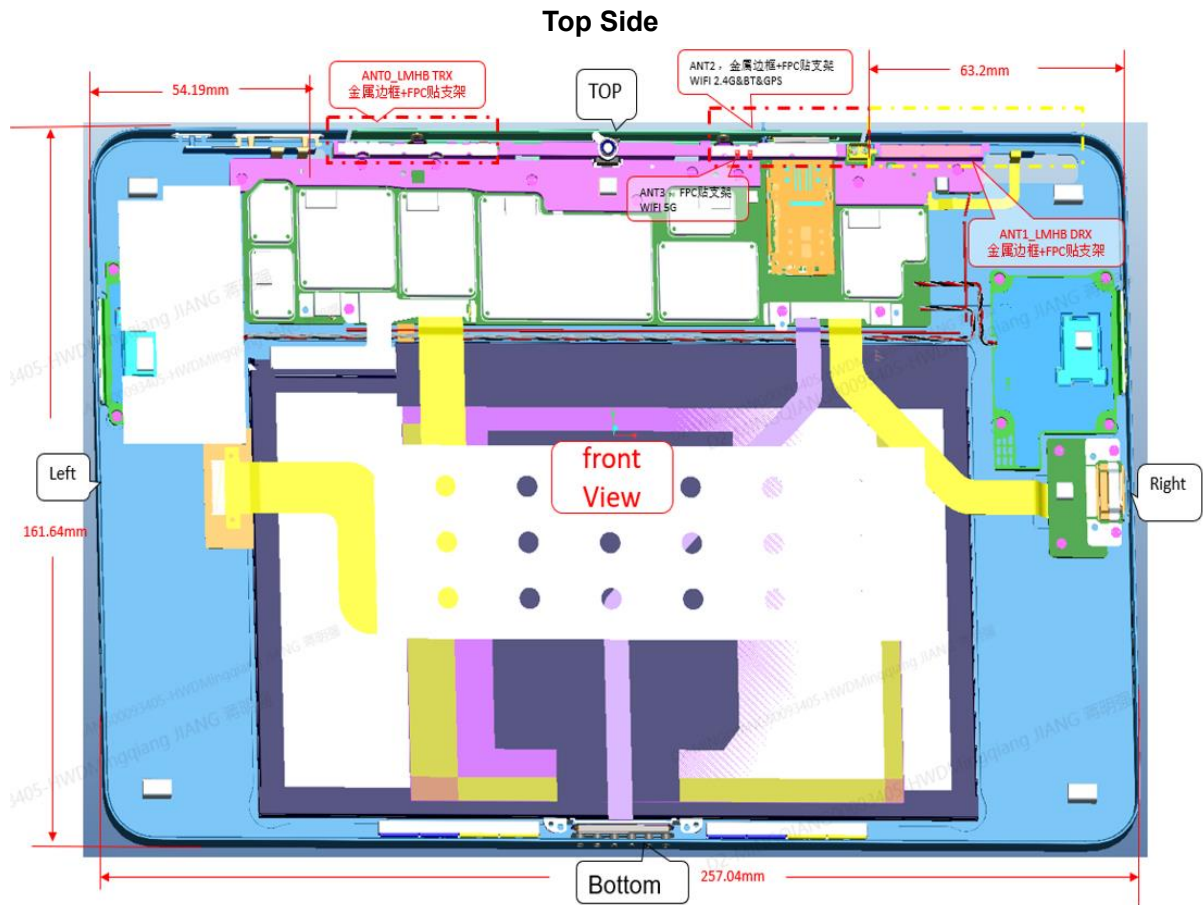 Top Side
ANT0_LMHB TRX
金属边框+FPC贴支架
ANT2 ，金属边框+FPC贴支架
WIFI 2.4G&BT&GPS
54.19mm
63.2mm
TOP
ANT3 ，FPC贴支架
WIFI 5G
ANT1_LMHB DRX
金属边框+FPC贴支架
front
View
Left
Right
161.64mm
257.04mm
Bottom